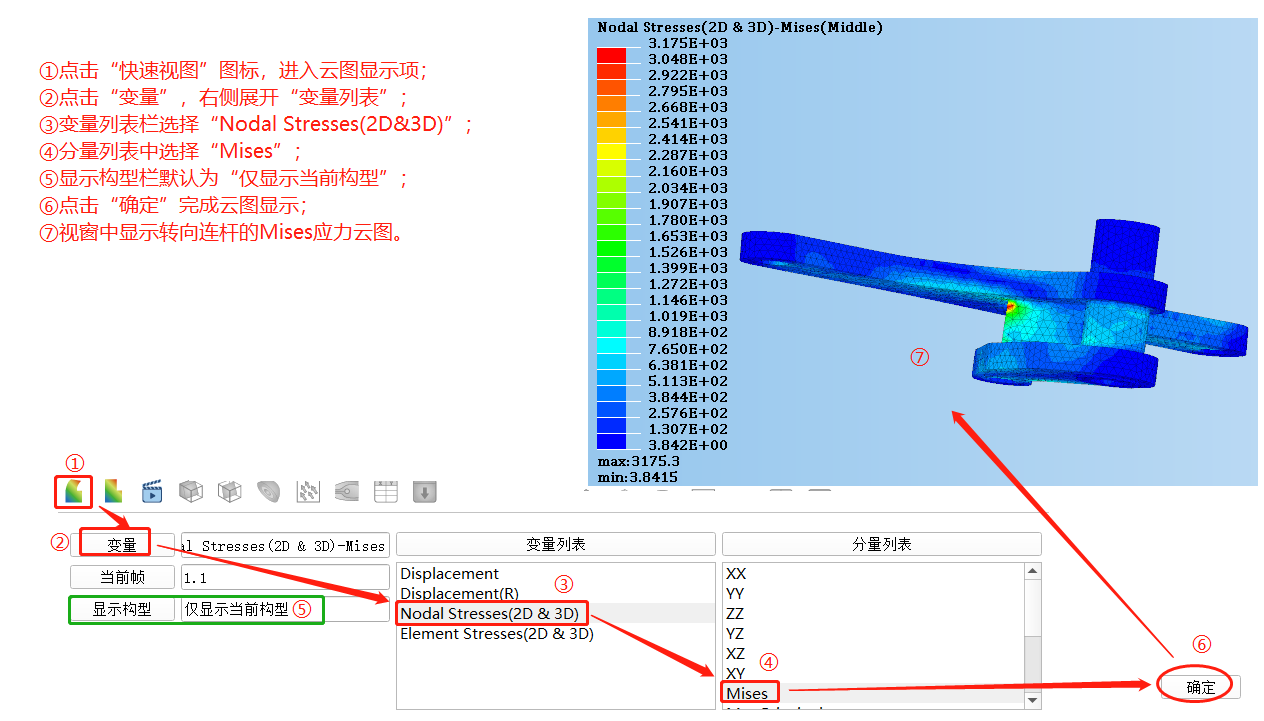 ①点击“快速视图”图标，进入云图显示项；
②点击“变量”，右侧展开“变量列表”；
③变量列表栏选择“Nodal Stresses(2D&3D)”；
④分量列表中选择“Mises”；
⑤显示构型栏默认为“仅显示当前构型”；
⑥点击“确定”完成云图显示；
⑦视窗中显示转向连杆的Mises应力云图。
Nodal Stresses(2D & 3D)-Mises(Middle)
3.175E+03
3.048E+03
2.922E+03
2.795E+03
2.668E+03
2.541E+03
2.414E+03
2.287E+03
2.160E+03
2.034E+03
1.907E+03
1.780E+03
1.653E+03
1.526E+03
1.399E+03
1.272E+03
1.146E+03
1.019E+03
8.918E+02
7.650E+02
6.381E+02
5.113E+02
3.844E+02
2.576E+02
1.307E+02
3.842E+00
max:3175.3
min:3.8415
⑦
①
② 变量 al Stresses(2D & 3D)-Mises
当前帧 1.1
显示构型 仅显示当前构型 ⑤
变量列表
Displacement
Displacement(R)
Nodal Stresses(2D & 3D)
Element Stresses(2D & 3D)
③
分量列表
XX
YY
ZZ
YZ
XZ
XY
Mises
④
⑥
确定